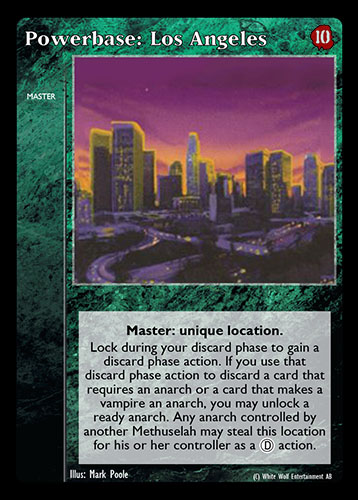 Powerbase: Los Angeles
10
MASTER
Master: unique location.
Lock during your discard phase to gain a
discard phase action. If you use that
discard phase action to discard a card that
requires an anarch or a card that makes a
vampire an anarch, you may unlock a
ready anarch. Any anarch controlled by
another Methuselah may steal this location
for his or her controller as a Ⓓ action.
Illus: Mark Poole
(C) White Wolf Entertainment AB